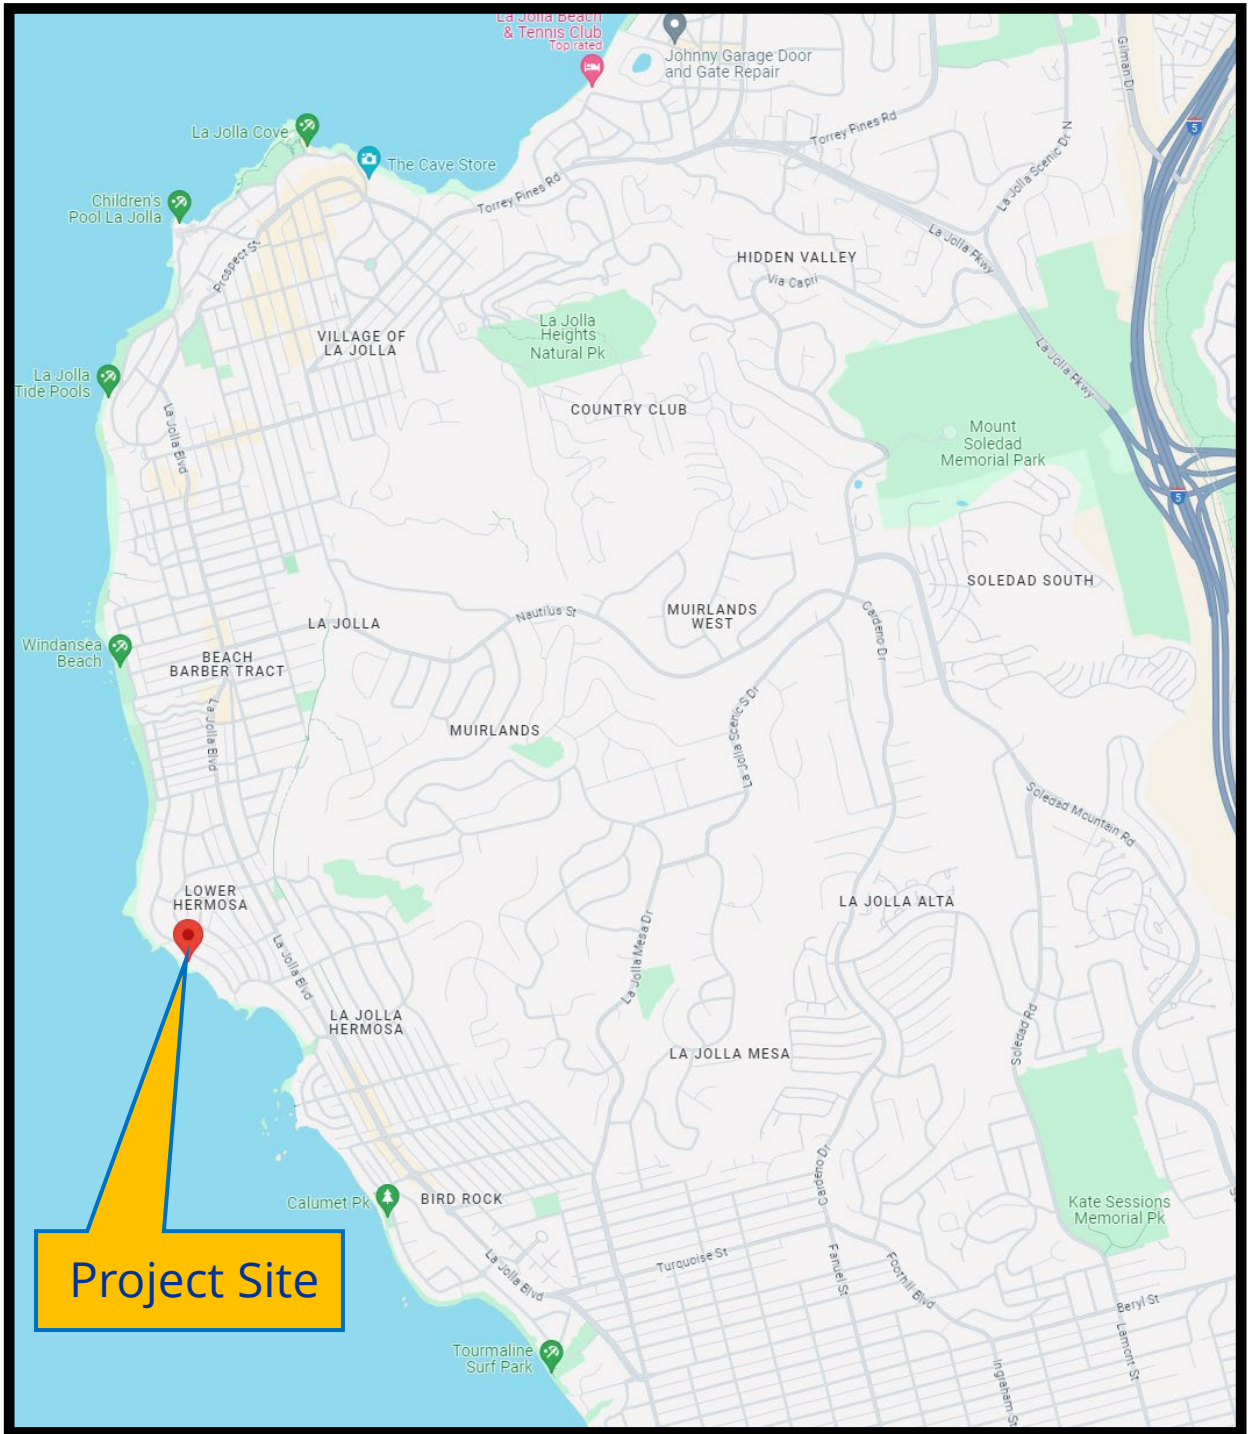 La Jolla Beach
& Tennis Club
Top rated
Johnny Garage Door
and Gate Repair
Gilman Dr
5
La Jolla Cove
The Cave Store
Torrey Pines Rd
La Jolla Scenic Dr N
Children's
Pool La Jolla
Torrey Pines Rd
Prospect St
HIDDEN VALLEY
Via Capri
La Jolla Pkwy
VILLAGE OF
LA JOLLA
La Jolla
Heights
Natural Pk
La Jolla Pkwy
La Jolla
Tide Pools
COUNTRY CLUB
La Jolla Blvd
Mount
Soledad
Memorial Park
5
SOLEDAD SOUTH
Nautilus St
MUIRLANDS
WEST
Cardeno Dr
LA JOLLA
Windansea
Beach
BEACH
BARBER TRACT
La Jolla Blvd
MUIRLANDS
La Jolla Scenic S Dr
Soledad Mountain Rd
LOWER
HERMOSA
LA JOLLA ALTA
La Jolla Blvd
La Jolla Mesa Dr
LA JOLLA
HERMOSA
Soledad Rd
LA JOLLA MESA
Cardeno Dr
Calumet Pk
BIRD ROCK
Kate Sessions
Memorial Pk
Project Site
La Jolla Blvd
Turquoise St
Fanuel St
Foothill Blvd
Beryl St
Lamont St
Tourmaline
Surf Park
Ingraham St